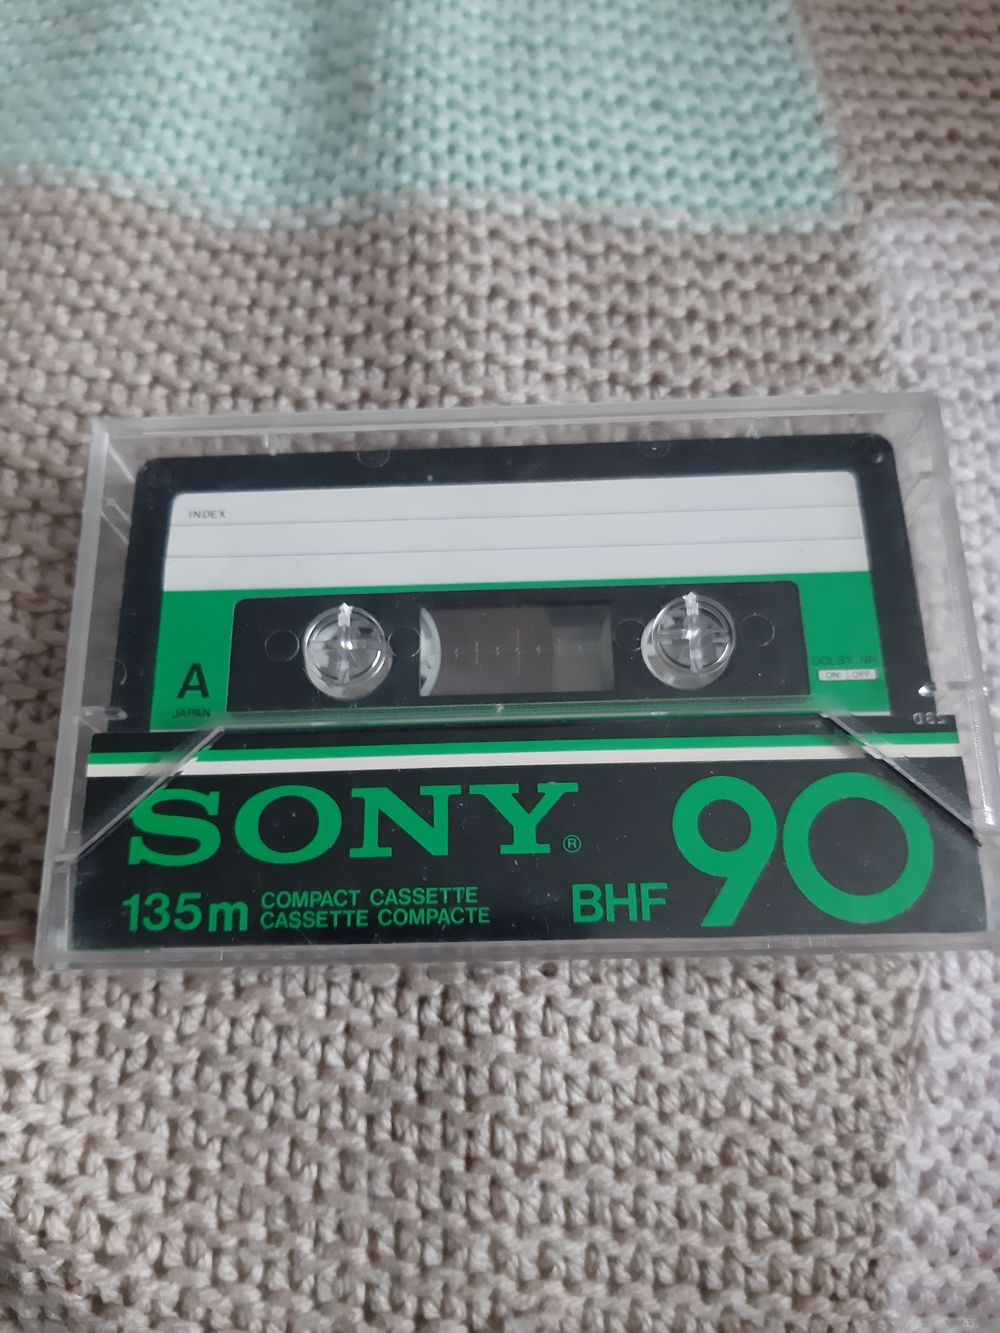 INDEX
A
JAPAN
DOLBY NR
ON OFF
SONY®
90
135m
COMPACT CASSETTE
CASSETTE COMPACTE
BHF